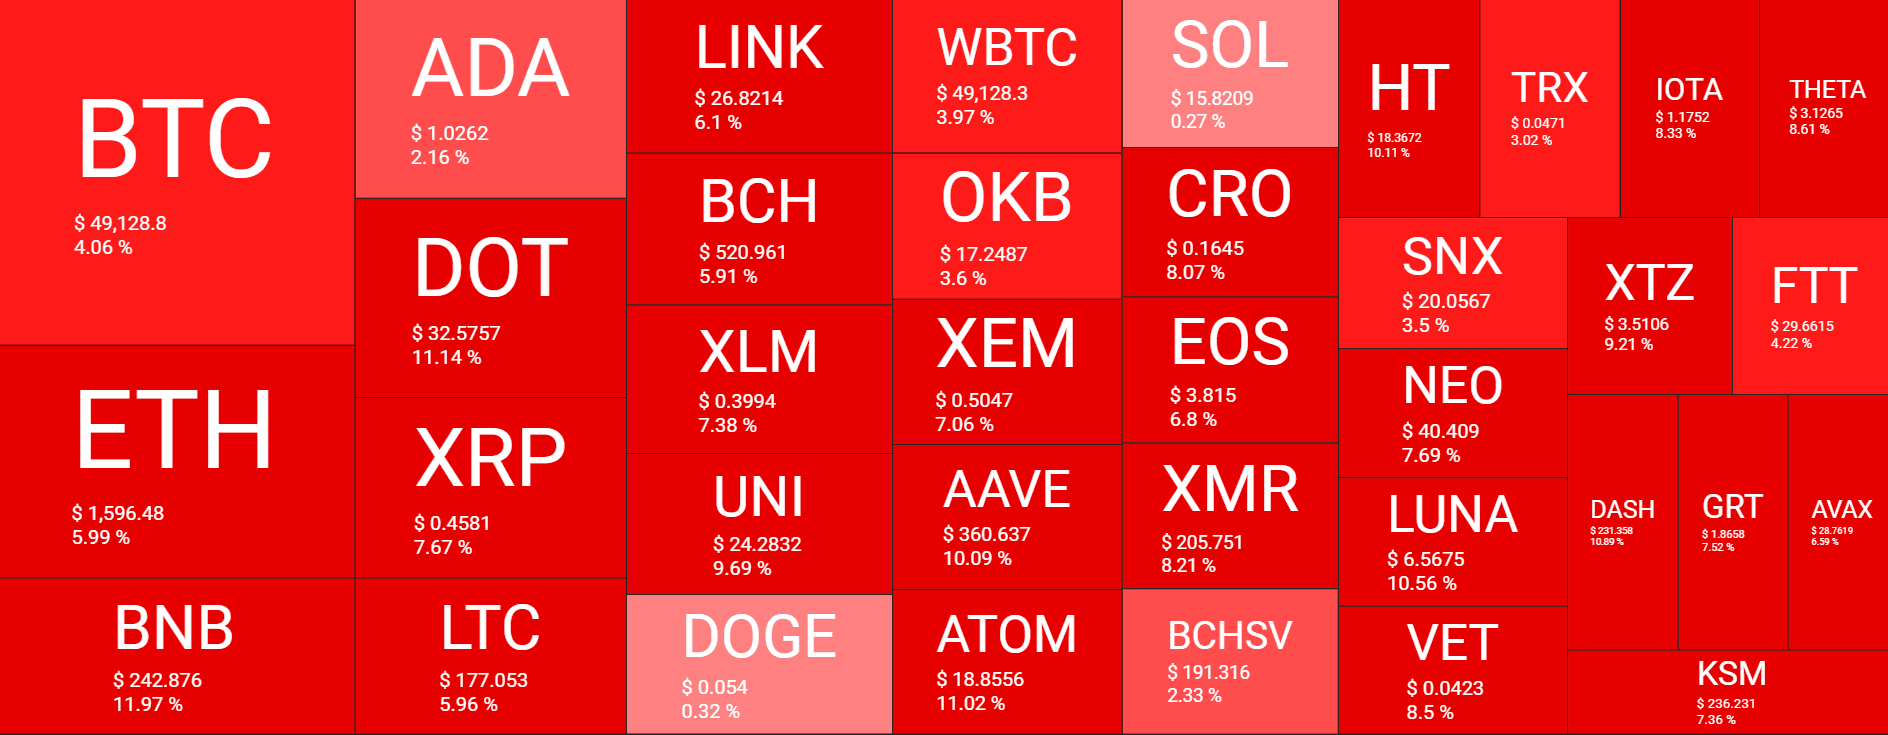 BTC
$ 49,128.8
4.06 %
ETH
$ 1,596.48
5.99 %
BNB
$ 242.876
11.97 %
ADA
$ 1.0262
2.16 %
DOT
$ 32.5757
11.14 %
XRP
$ 0.4581
7.67 %
LTC
$ 177.053
5.96 %
LINK
$ 26.8214
6.1 %
BCH
$ 520.961
5.91 %
XLM
$ 0.3994
7.38 %
UNI
$ 24.2832
9.69 %
DOGE
$ 0.054
0.32 %
WBTC
$ 49,128.3
3.97 %
OKB
$ 17.2487
3.6 %
XEM
$ 0.5047
7.06 %
AAVE
$ 360.637
10.09 %
ATOM
$ 18.8556
11.02 %
SOL
$ 15.8209
0.27 %
CRO
$ 0.1645
8.07 %
EOS
$ 3.815
6.8 %
XMR
$ 205.751
8.21 %
BCHSV
$ 191.316
2.33 %
HT
$ 18.3672
10.11 %
TRX
$ 0.0471
3.02 %
IOTA
$ 1.1752
8.33 %
THETA
$ 3.1265
8.61 %
SNX
$ 20.0567
3.5 %
NEO
$ 40.409
7.69 %
LUNA
$ 6.5675
10.56 %
VET
$ 0.0423
8.5 %
XTZ
$ 3.5106
9.21 %
FTT
$ 29.6615
4.22 %
DASH
$ 231.358
10.89 %
GRT
$ 1.8658
7.52 %
AVAX
$ 28.7619
6.59 %
KSM
$ 236.231
7.36 %